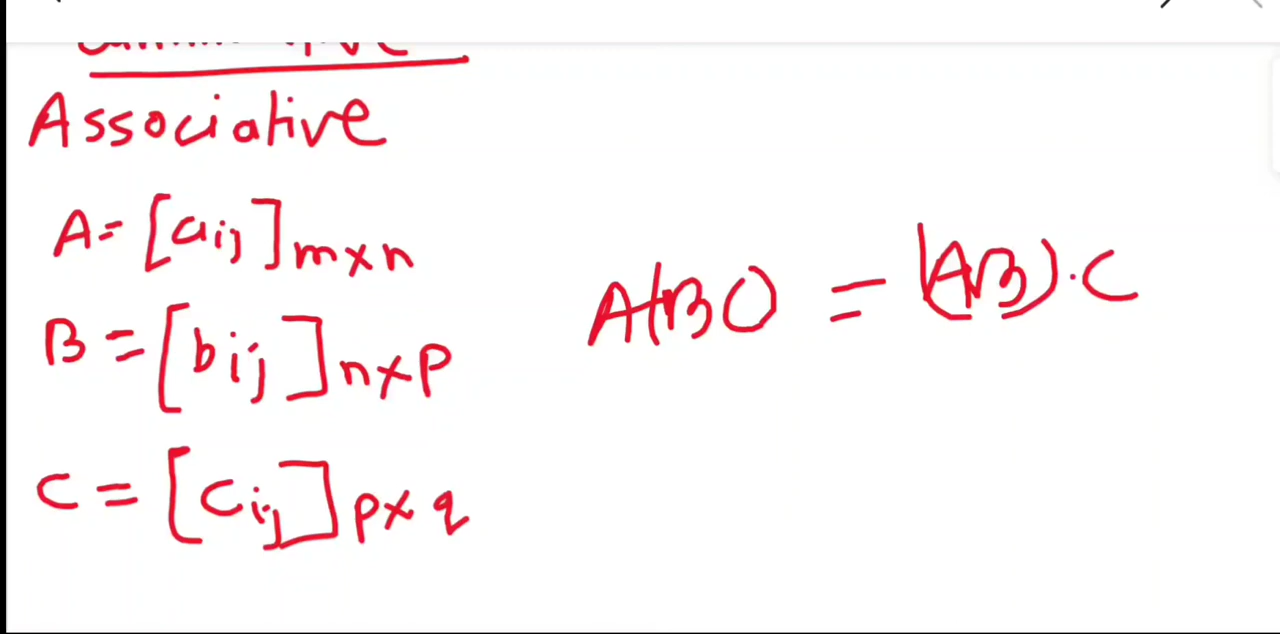 Associative
A= [aij]m×n
B = [bij]n×p
C = [cij]p×q
A(BC) = (AB).C